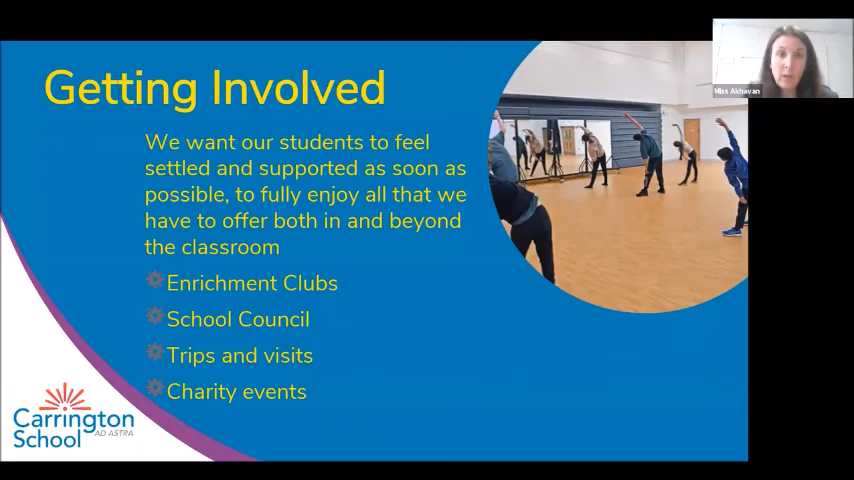 Getting Involved
Miss Akhavan
We want our students to feel
settled and supported as soon as
possible, to fully enjoy all that we
have to offer both in and beyond
the classroom
Enrichment Clubs
School Council
Trips and visits
Charity events
Carrington
School AD ASTRA